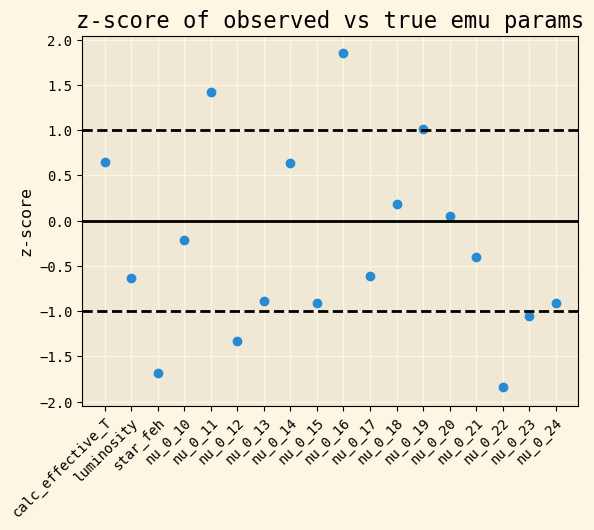 z-score of observed vs true emu params
z-score
2.0
1.5
1.0
0.5
0.0
−0.5
−1.0
−1.5
−2.0
calc_effective_T
luminosity
star_feh
nu_0_10
nu_0_11
nu_0_12
nu_0_13
nu_0_14
nu_0_15
nu_0_16
nu_0_17
nu_0_18
nu_0_19
nu_0_20
nu_0_21
nu_0_22
nu_0_23
nu_0_24